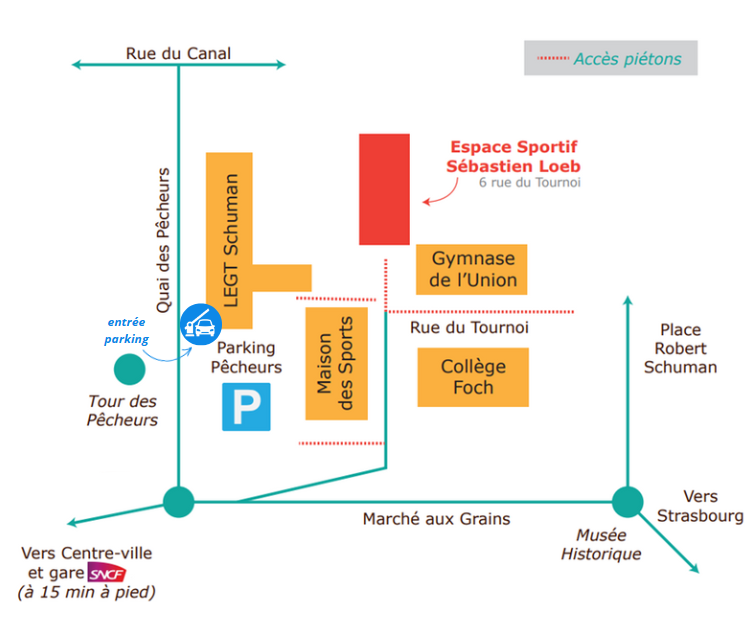 Rue du Canal
Accès piétons
Espace Sportif
Sébastien Loeb
6 rue du Tournoi
Quai des Pêcheurs
LEGT Schuman
Gymnase
de l'Union
entrée
parking
Rue du Tournoi
Place
Robert
Schuman
Parking
Pêcheurs
Maison
des Sports
Collège
Foch
P
Tour des
Pêcheurs
Marché aux Grains
Vers
Strasbourg
Musée
Historique
Vers Centre-ville
et gare SNCF
(à 15 min à pied)